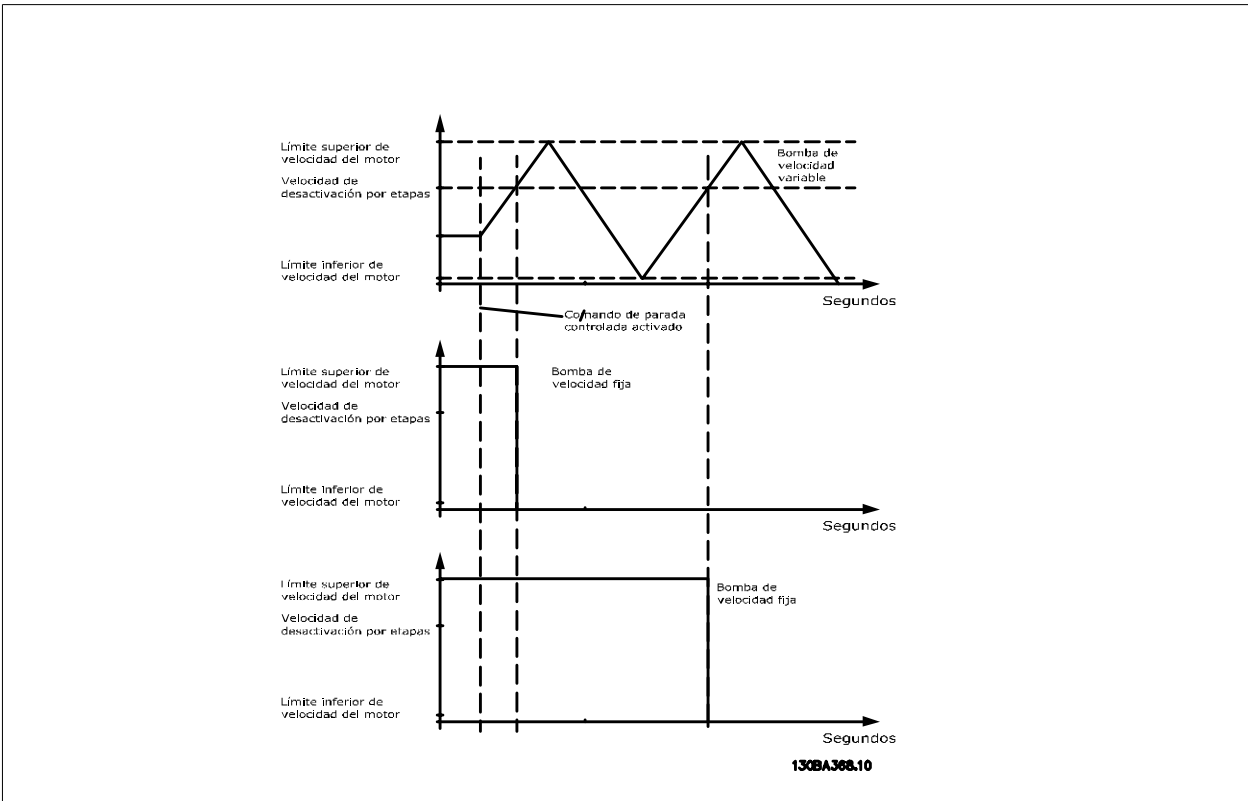 Límite superior de
velocidad del motor
Bomba de
velocidad
variable
Velocidad de
desactivación por etapas
Límite inferior de
velocidad del motor
Segundos
Comando de parada
controlada activado
Límite superior de
velocidad del motor
Bomba de
velocidad fija
Velocidad de
desactivación por etapas
Límite inferior de
velocidad del motor
Segundos
Límite superior de
velocidad del motor
Bomba de
velocidad fija
Velocidad de
desactivación por etapas
Límite inferior de
velocidad del motor
Segundos
130BA368.10